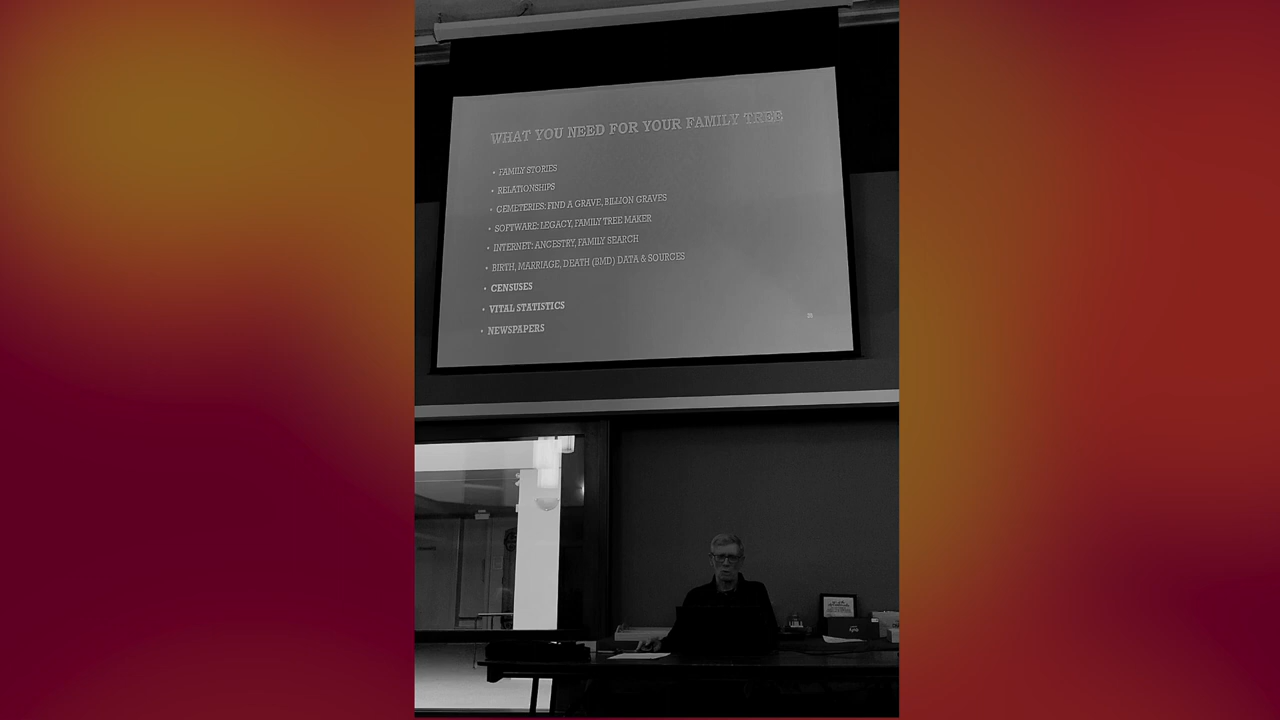 WHAT YOU NEED FOR YOUR FAMILY TREE
• FAMILY STORIES
• RELATIONSHIPS
• CEMETERIES: FIND A GRAVE, BILLION GRAVES
• SOFTWARE: LEGACY, FAMILY TREE MAKER
• INTERNET: ANCESTRY, FAMILY SEARCH
• BIRTH, MARRIAGE, DEATH (BMD) DATA & SOURCES
• CENSUSES
• VITAL STATISTICS
• NEWSPAPERS